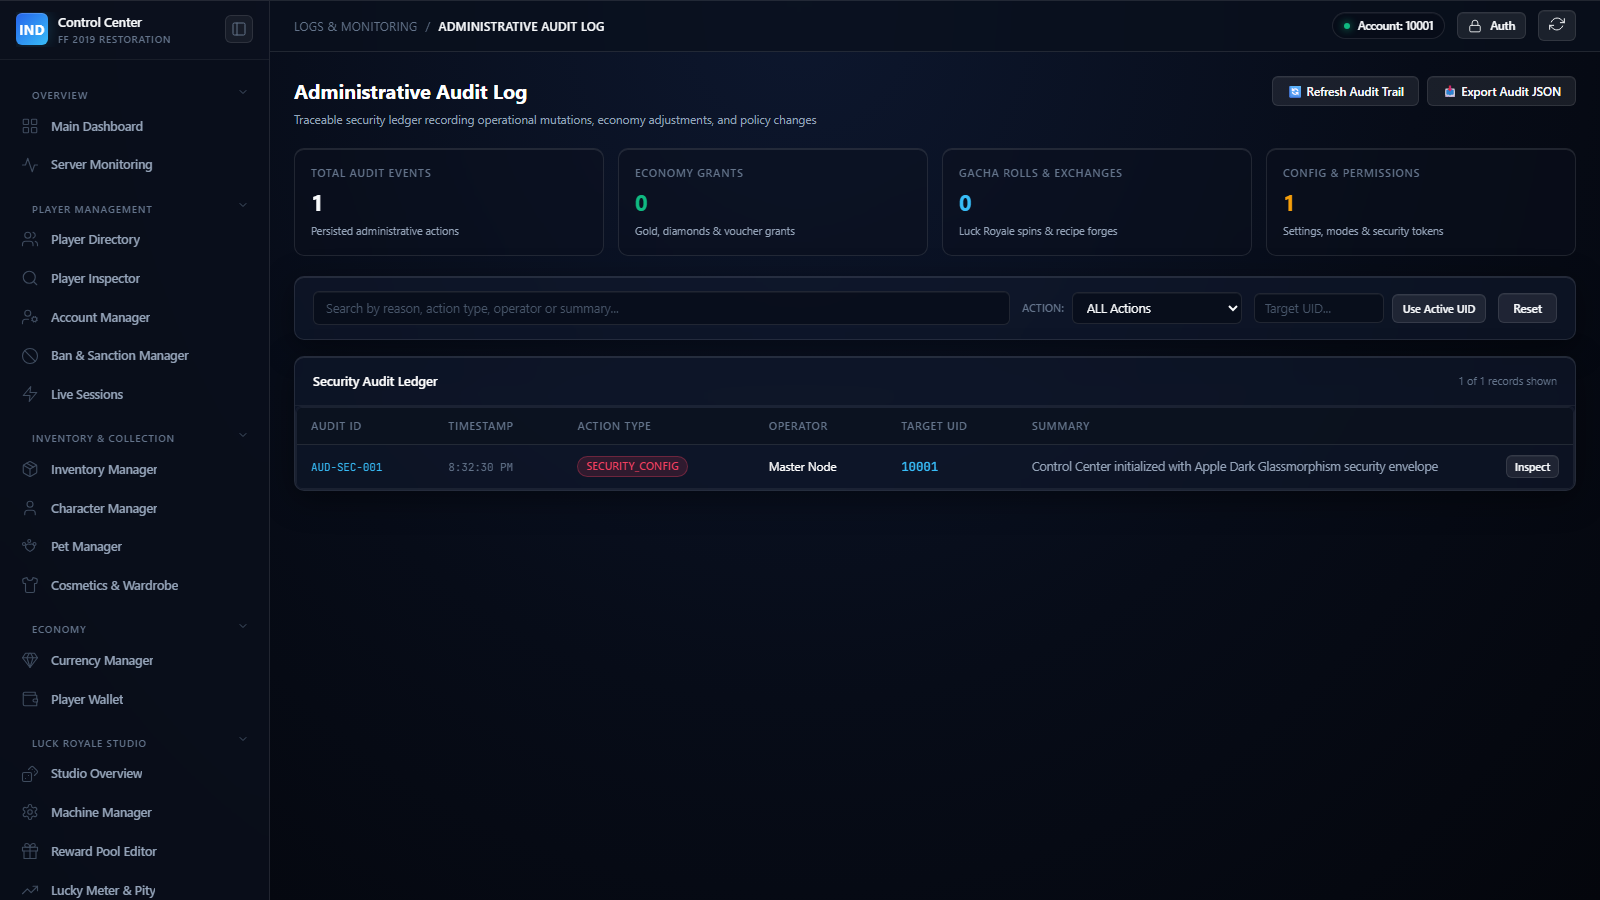 IND
Control Center
FF 2019 RESTORATION
LOGS & MONITORING / ADMINISTRATIVE AUDIT LOG
Account: 10001
Auth
OVERVIEW
Main Dashboard
Server Monitoring
PLAYER MANAGEMENT
Player Directory
Player Inspector
Account Manager
Ban & Sanction Manager
Live Sessions
INVENTORY & COLLECTION
Inventory Manager
Character Manager
Pet Manager
Cosmetics & Wardrobe
ECONOMY
Currency Manager
Player Wallet
LUCK ROYALE STUDIO
Studio Overview
Machine Manager
Reward Pool Editor
Lucky Meter & Pity
Administrative Audit Log
Traceable security ledger recording operational mutations, economy adjustments, and policy changes
Refresh Audit Trail
Export Audit JSON
TOTAL AUDIT EVENTS
1
Persisted administrative actions
ECONOMY GRANTS
0
Gold, diamonds & voucher grants
GACHA ROLLS & EXCHANGES
0
Luck Royale spins & recipe forges
CONFIG & PERMISSIONS
1
Settings, modes & security tokens
Search by reason, action type, operator or summary...
ACTION:
ALL Actions
Target UID...
Use Active UID
Reset
Security Audit Ledger
1 of 1 records shown
AUDIT ID TIMESTAMP ACTION TYPE OPERATOR TARGET UID SUMMARY
AUD-SEC-001 8:32:30 PM SECURITY_CONFIG Master Node 10001 Control Center initialized with Apple Dark Glassmorphism security envelope Inspect